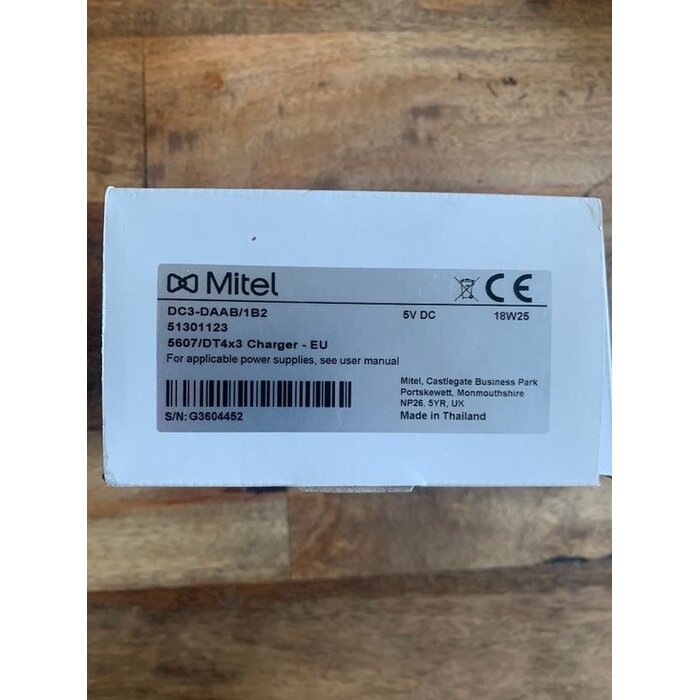 Mitel
CE
DC3-DAAB/1B2 5V DC 18W25
51301123
5607/DT4x3 Charger - EU
For applicable power supplies, see user manual
Mitel, Castlegate Business Park
Portskewett, Monmouthshire
NP26. 5YR, UK
S/N: G3604452 Made in Thailand